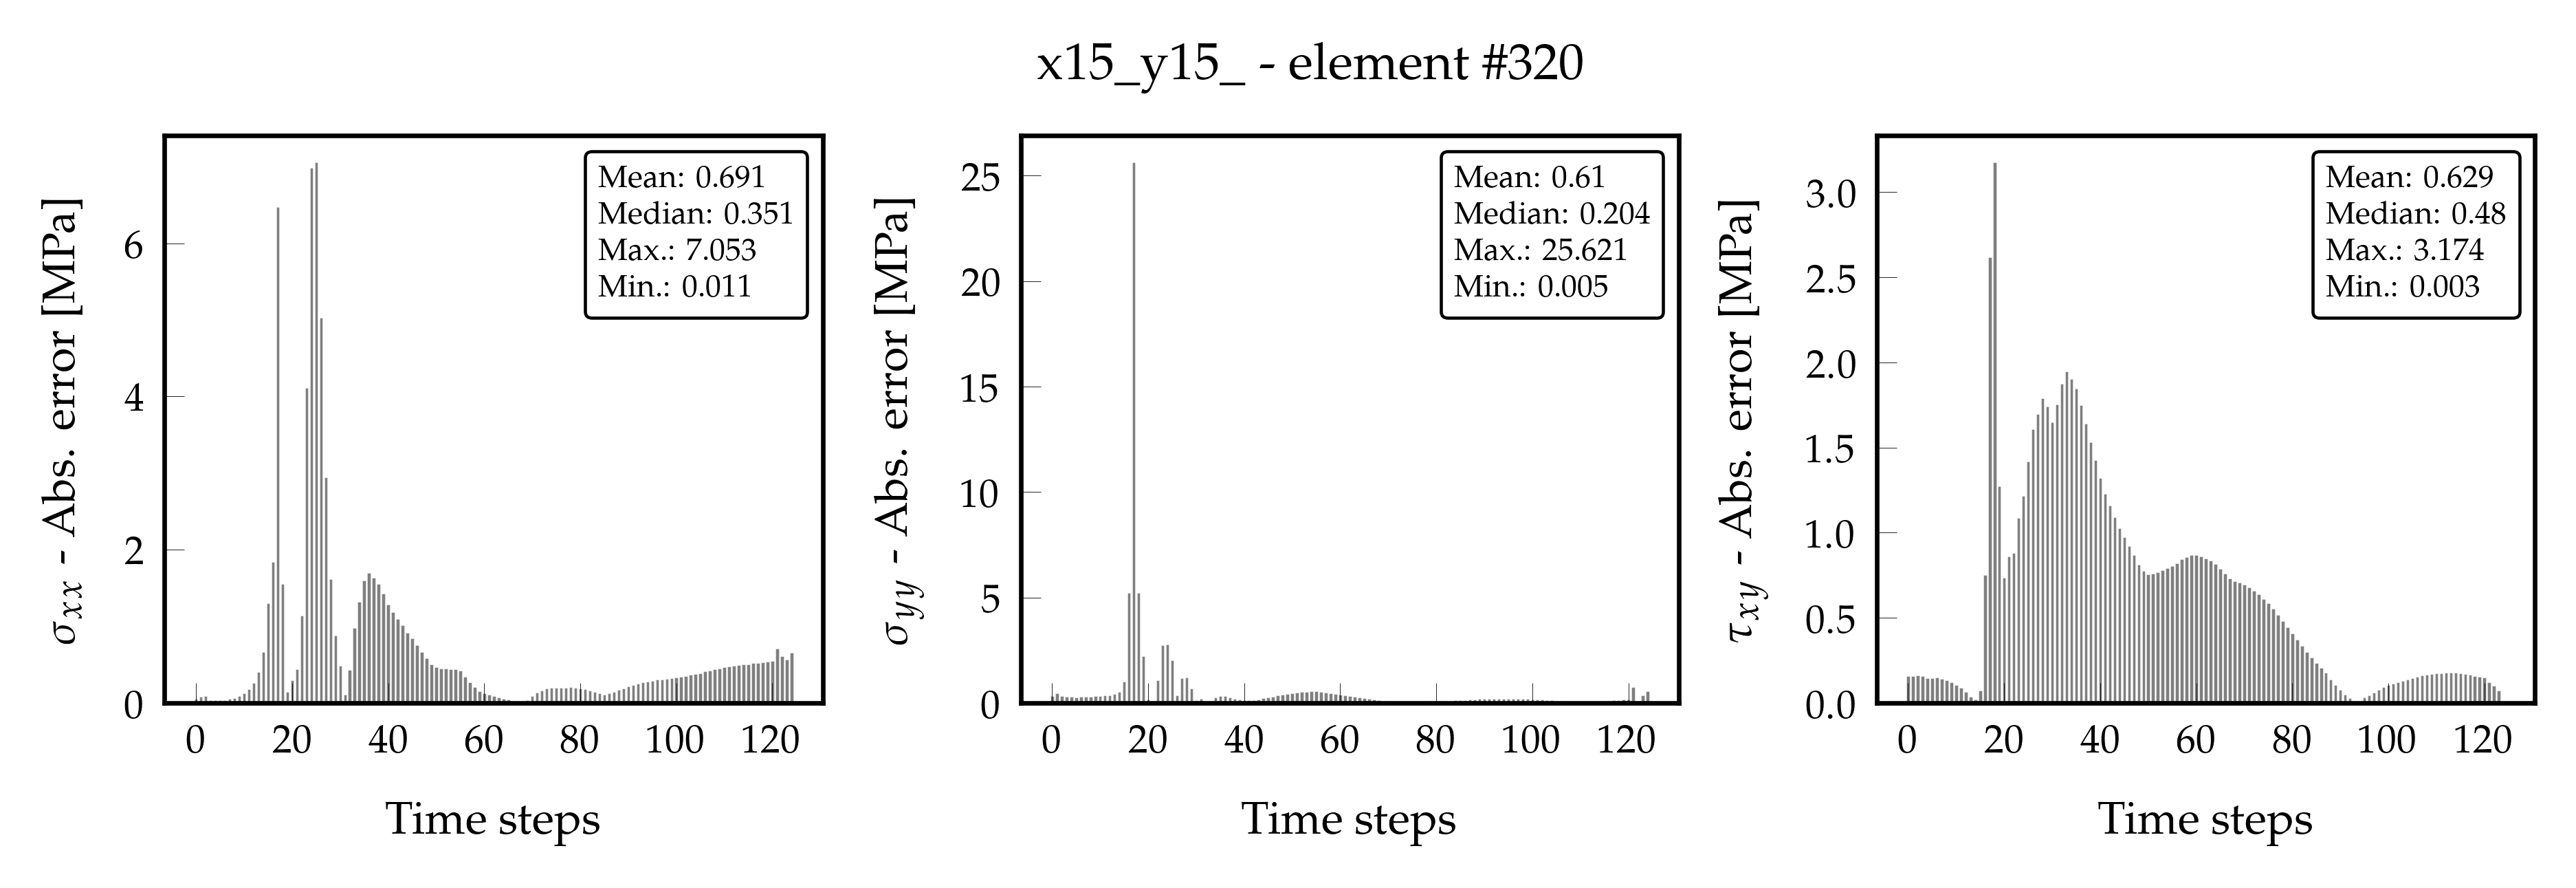 x15_y15_ - element #320
σxx - Abs. error [MPa]
6
4
2
0
0 20 40 60 80 100 120
Time steps
Mean: 0.691
Median: 0.351
Max.: 7.053
Min.: 0.011
σyy - Abs. error [MPa]
25
20
15
10
5
0
0 20 40 60 80 100 120
Time steps
Mean: 0.61
Median: 0.204
Max.: 25.621
Min.: 0.005
τxy - Abs. error [MPa]
3.0
2.5
2.0
1.5
1.0
0.5
0.0
0 20 40 60 80 100 120
Time steps
Mean: 0.629
Median: 0.48
Max.: 3.174
Min.: 0.003